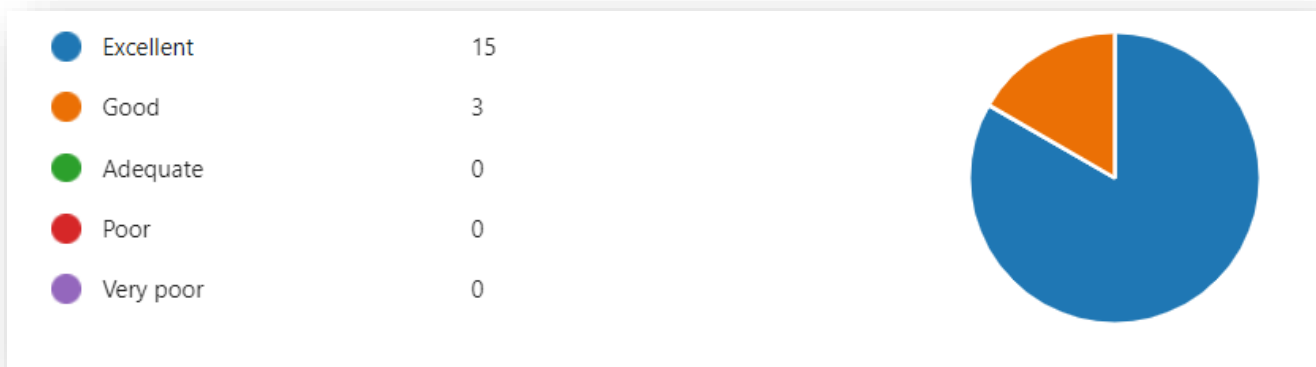 Excellent 15
Good 3
Adequate 0
Poor 0
Very poor 0